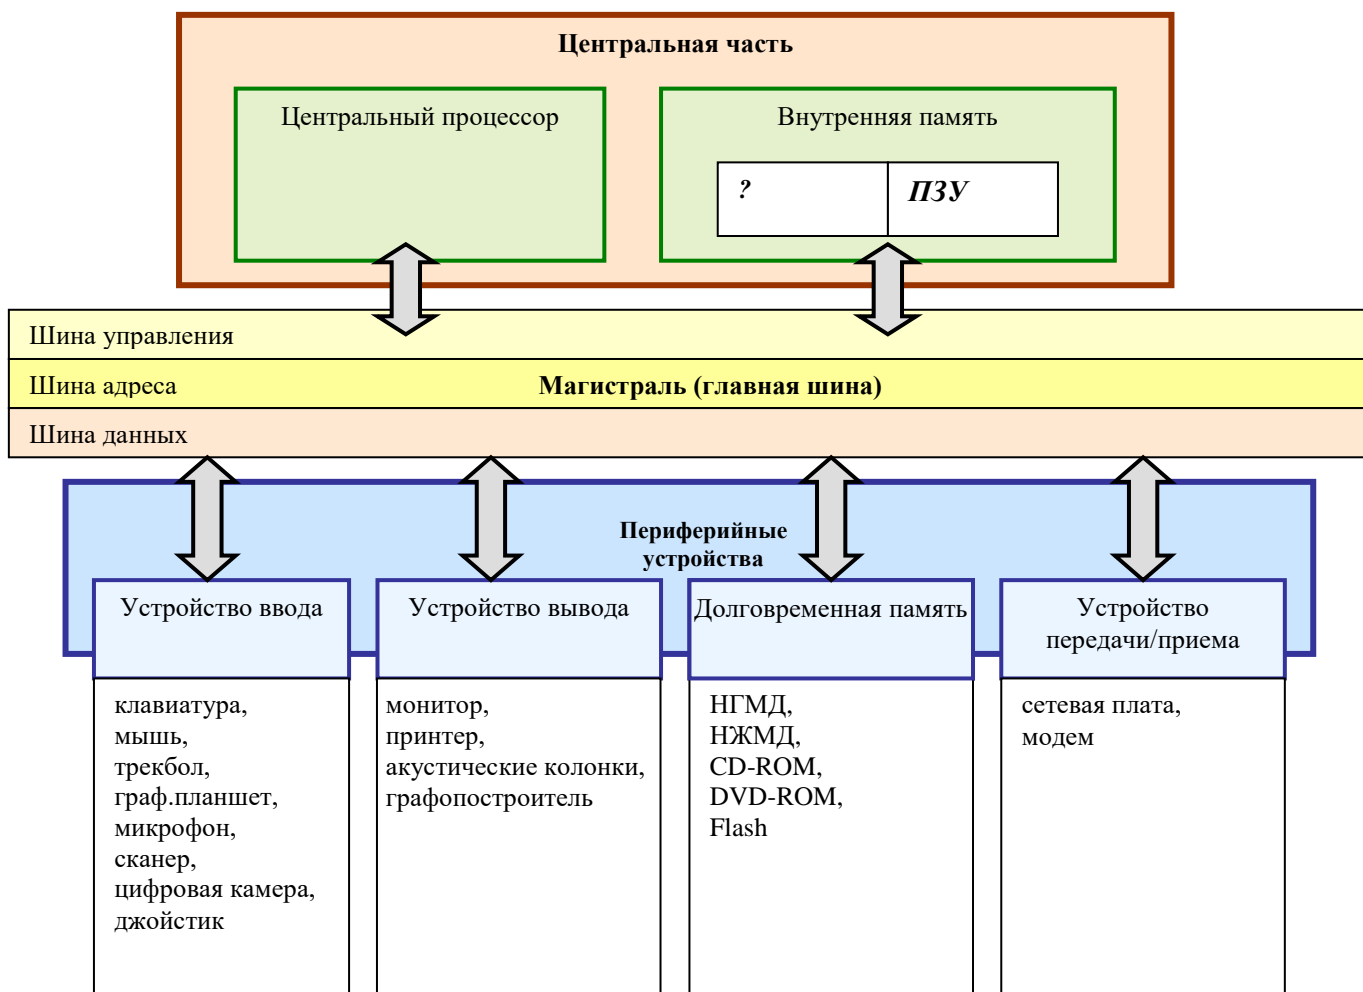 Центральная часть
Центральный процессор
Внутренняя память
?
ПЗУ
Шина управления
Шина адреса
Магистраль (главная шина)
Шина данных
Периферийные
устройства
Устройство ввода
Устройство вывода
Долговременная память
Устройство
передачи/приема
клавиатура,
мышь,
трекбол,
граф.планшет,
микрофон,
сканер,
цифровая камера,
джойстик
монитор,
принтер,
акустические колонки,
графопостроитель
НГМД,
НЖМД,
CD-ROM,
DVD-ROM,
Flash
сетевая плата,
модем